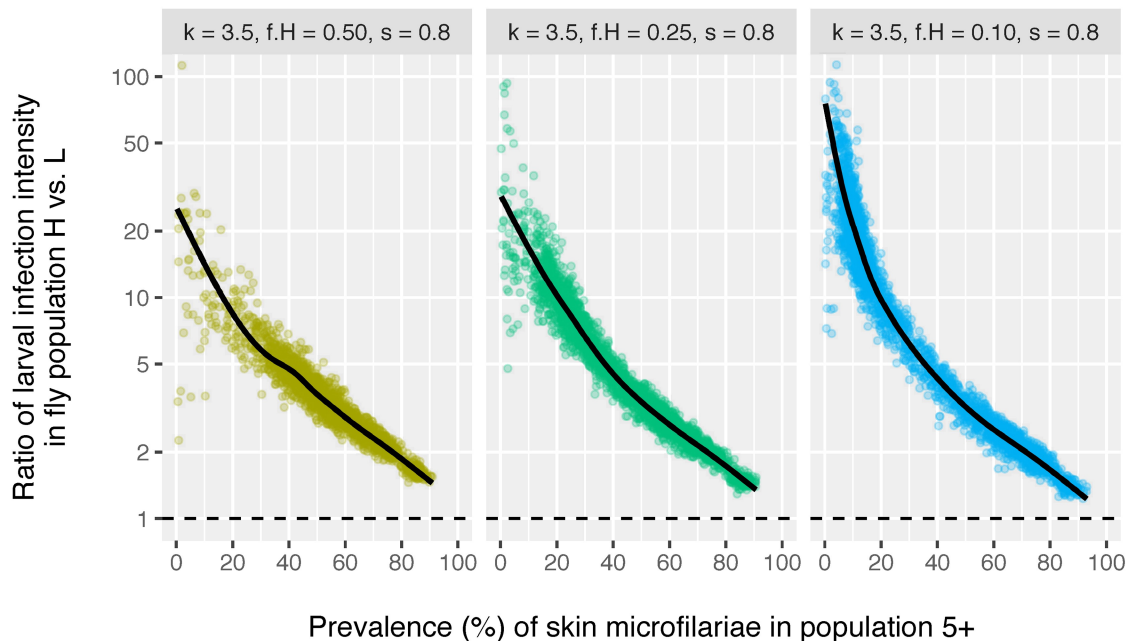 k = 3.5, f.H = 0.50, s = 0.8
k = 3.5, f.H = 0.25, s = 0.8
k = 3.5, f.H = 0.10, s = 0.8
Ratio of larval infection intensity
in fly population H vs. L
100
50
20
10
5
2
1
0 20 40 60 80 100
0 20 40 60 80 100
0 20 40 60 80 100
Prevalence (%) of skin microfilariae in population 5+